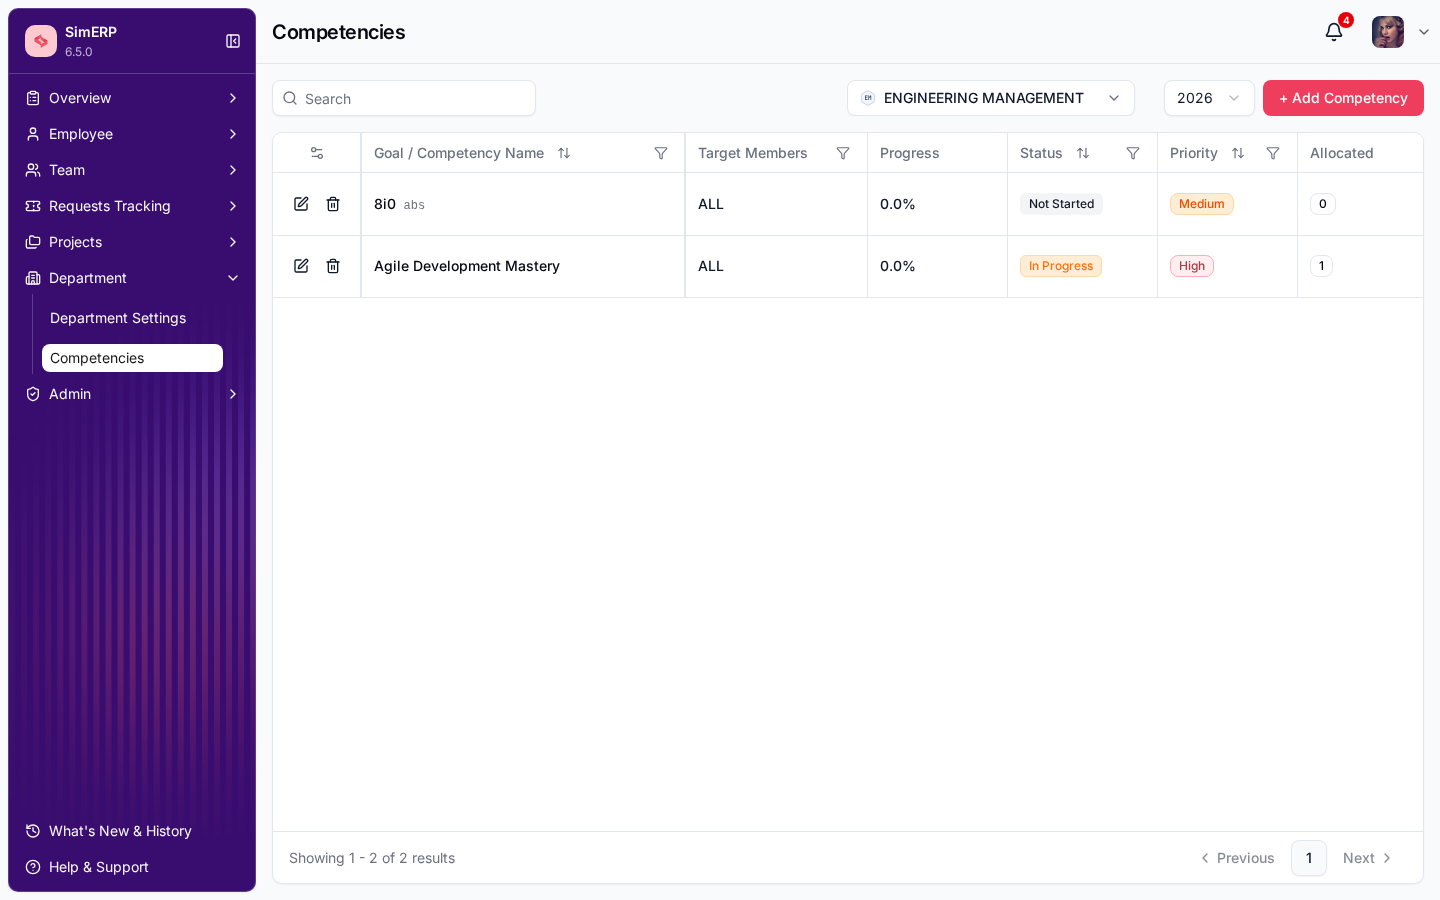 SimERP
6.5.0
Overview
Employee
Team
Requests Tracking
Projects
Department
Department Settings
Competencies
Admin
What's New & History
Help & Support
Competencies
4
Search
EM ENGINEERING MANAGEMENT
2026
+ Add Competency
Goal / Competency Name Target Members Progress Status Priority Allocated
8i0 abs ALL 0.0% Not Started Medium 0
Agile Development Mastery ALL 0.0% In Progress High 1
Showing 1 - 2 of 2 results
Previous 1 Next